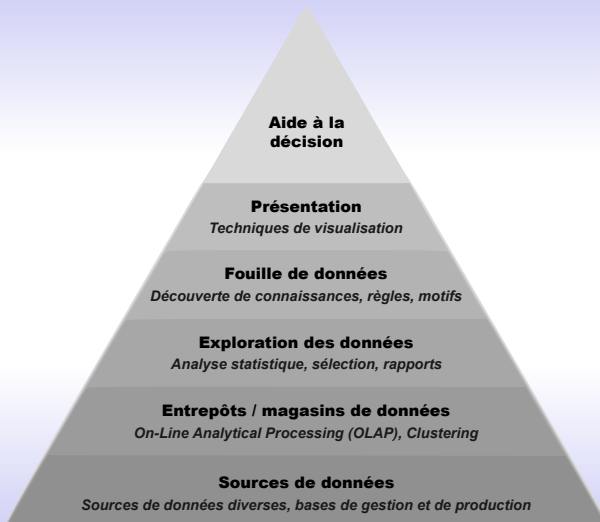 Aide à la
décision
Présentation
Techniques de visualisation
Fouille de données
Découverte de connaissances, règles, motifs
Exploration des données
Analyse statistique, sélection, rapports
Entrepôts / magasins de données
On-Line Analytical Processing (OLAP), Clustering
Sources de données
Sources de données diverses, bases de gestion et de production